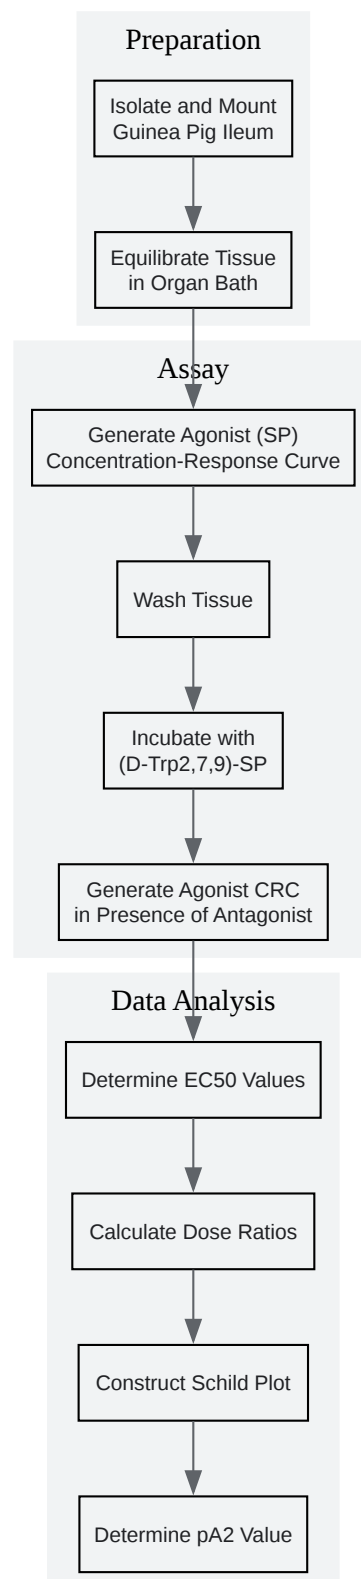 Preparation
Isolate and Mount
Guinea Pig Ileum
Equilibrate Tissue
in Organ Bath
Assay
Generate Agonist (SP)
Concentration-Response Curve
Wash Tissue
Incubate with
(D-Trp2,7,9)-SP
Generate Agonist CRC
in Presence of Antagonist
Data Analysis
Determine EC50 Values
Calculate Dose Ratios
Construct Schild Plot
Determine pA2 Value